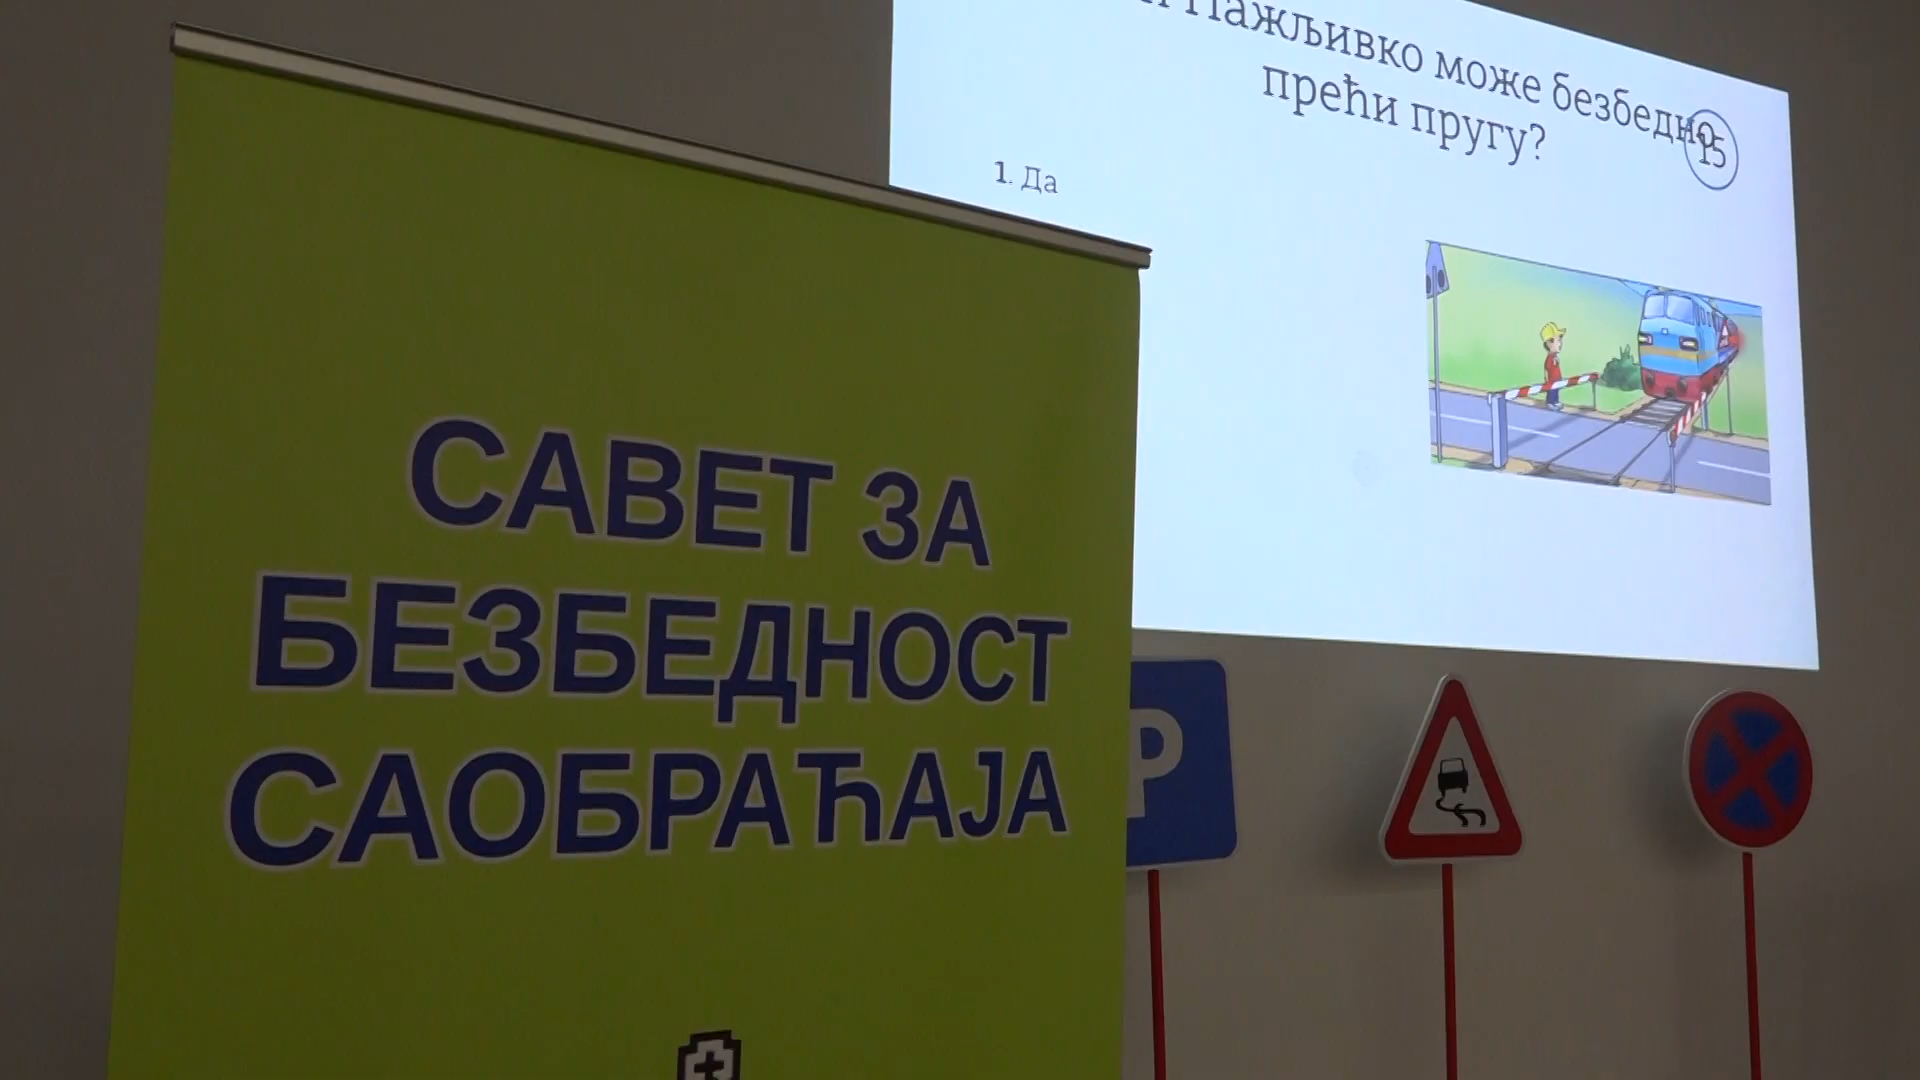 САВЕТ ЗА
БЕЗБЕДНОСТ
САОБРАЋАЈА
Пажљивко може безбедно
прећи пругу?
15
1. Да
P